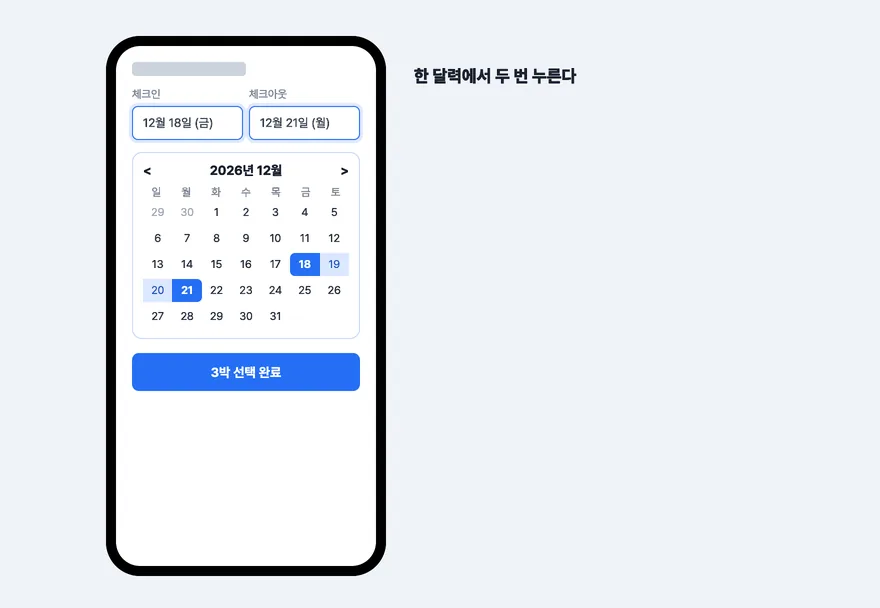 체크인 체크아웃
12월 18일 (금) 12월 21일 (월)
< 2026년 12월 >
일 월 화 수 목 금 토
29 30 1 2 3 4 5
6 7 8 9 10 11 12
13 14 15 16 17 18 19
20 21 22 23 24 25 26
27 28 29 30 31
3박 선택 완료
한 달력에서 두 번 누른다